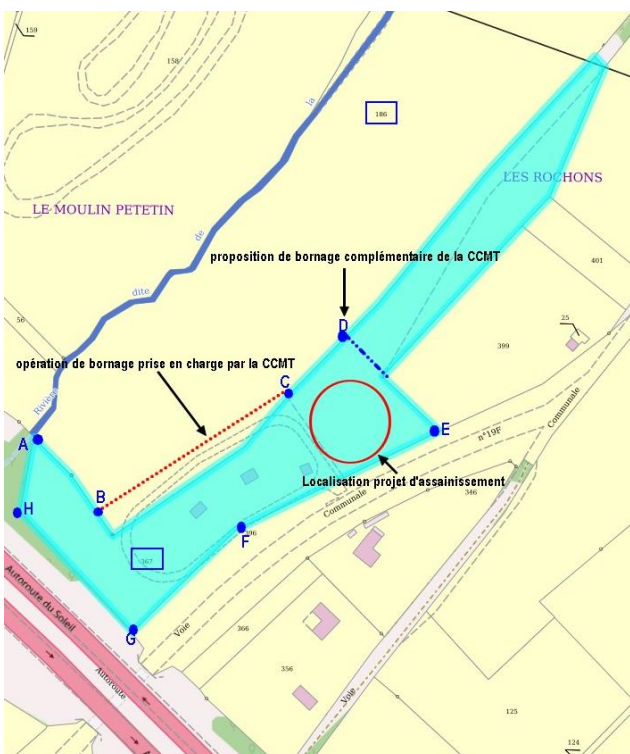 159
158
la
186
LES ROCHONS
LE MOULIN PETETIN
de
proposition de bornage complémentaire de la CCMT
401
dite
56
25
D
399
opération de bornage prise en charge par la CCMT
C
Rivière
A
E
n°19F
Communale
Localisation projet d'assainissement
B
346
H
Communale
F
396
367
Autoroute du Soleil
G
Voie
366
356
Autoroute
Voie
125
124
A